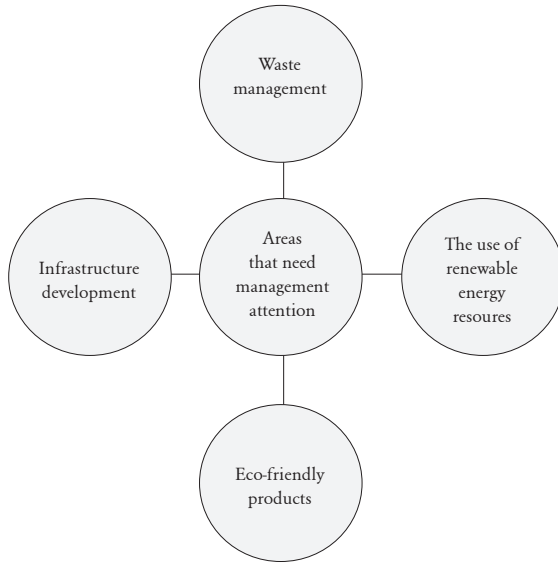 Waste
management
Infrastructure
development
Areas
that need
management
attention
The use of
renewable
energy
resoures
Eco-friendly
products